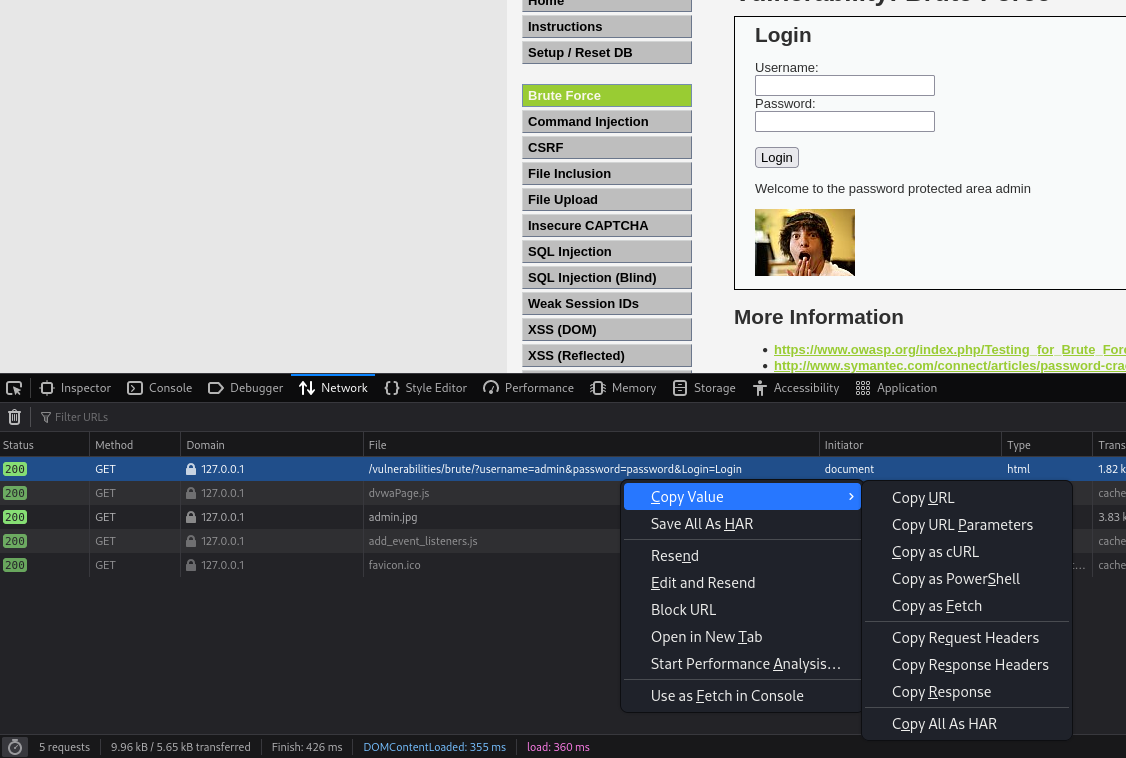 Home
Instructions
Setup / Reset DB
Brute Force
Command Injection
CSRF
File Inclusion
File Upload
Insecure CAPTCHA
SQL Injection
SQL Injection (Blind)
Weak Session IDs
XSS (DOM)
XSS (Reflected)
Vulnerability: Brute Force
Login
Username:
Password:
Login
Welcome to the password protected area admin
More Information
https://www.owasp.org/index.php/Testing_for_Brute_Forc
http://www.symantec.com/connect/articles/password-cra
Inspector Console Debugger Network Style Editor Performance Memory Storage Accessibility Application
Filter URLs
Status Method Domain File Initiator Type Trans
200 GET 127.0.0.1 /vulnerabilities/brute/?username=admin&password=password&Login=Login document html 1.82 k
200 GET 127.0.0.1 dvwaPage.js cache
200 GET 127.0.0.1 admin.jpg 3.83 k
200 GET 127.0.0.1 add_event_listeners.js cache
200 GET 127.0.0.1 favicon.ico t… cache
Copy Value
Save All As HAR
Resend
Edit and Resend
Block URL
Open in New Tab
Start Performance Analysis…
Use as Fetch in Console
Copy URL
Copy URL Parameters
Copy as cURL
Copy as PowerShell
Copy as Fetch
Copy Request Headers
Copy Response Headers
Copy Response
Copy All As HAR
5 requests 9.96 kB / 5.65 kB transferred Finish: 426 ms DOMContentLoaded: 355 ms load: 360 ms